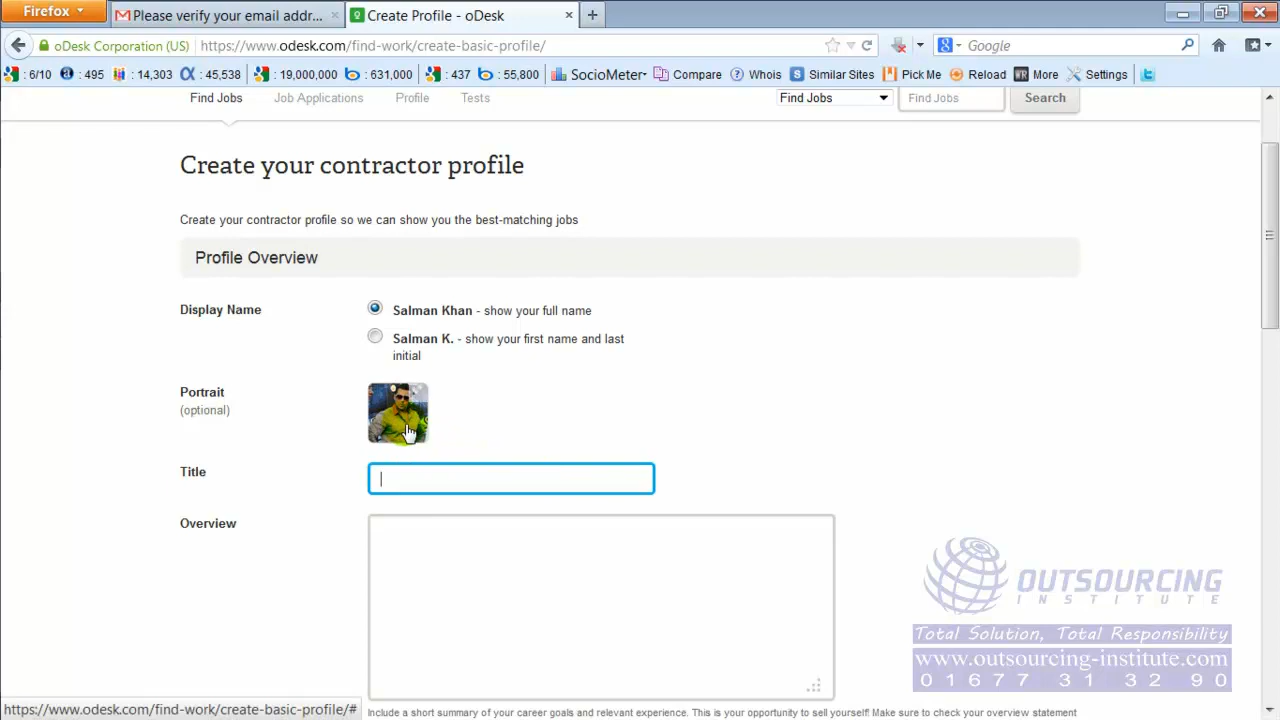 Firefox
Please verify your email addr... ×
Create Profile - oDesk ×
oDesk Corporation (US) https://www.odesk.com/find-work/create-basic-profile/
Google
: 6/10 : 495 : 14,303 : 45,538 : 19,000,000 : 631,000 : 437 : 55,800 SocioMeter Compare Whois Similar Sites Pick Me Reload More Settings
Find Jobs Job Applications Profile Tests Find Jobs Find Jobs Search
Create your contractor profile
Create your contractor profile so we can show you the best-matching jobs
Profile Overview
Display Name
Salman Khan - show your full name
Salman K. - show your first name and last
initial
Portrait
(optional)
Title
Overview
OUTSOURCING
INSTITUTE
Total Solution, Total Responsibility
www.outsourcing-institute.com
01677 31 32 90
https://www.odesk.com/find-work/create-basic-profile/#
Include a short summary of your career goals and relevant experience. This is your opportunity to sell yourself! Make sure to check your overview statement